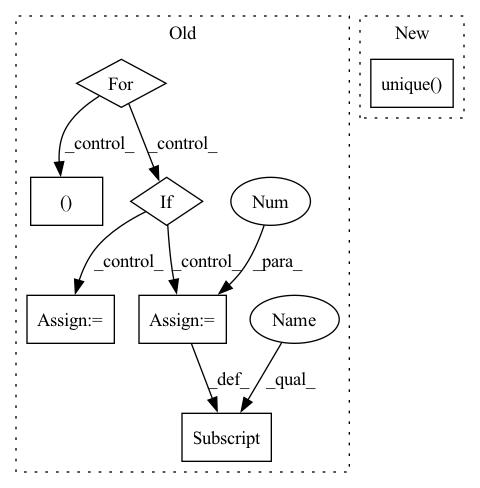 Old
New
For
unique()
_control_
_control_
()
If
Num
_control_
_control_
_para_
Assign:=
Assign:=
Name
_def_
_qual_
Subscript